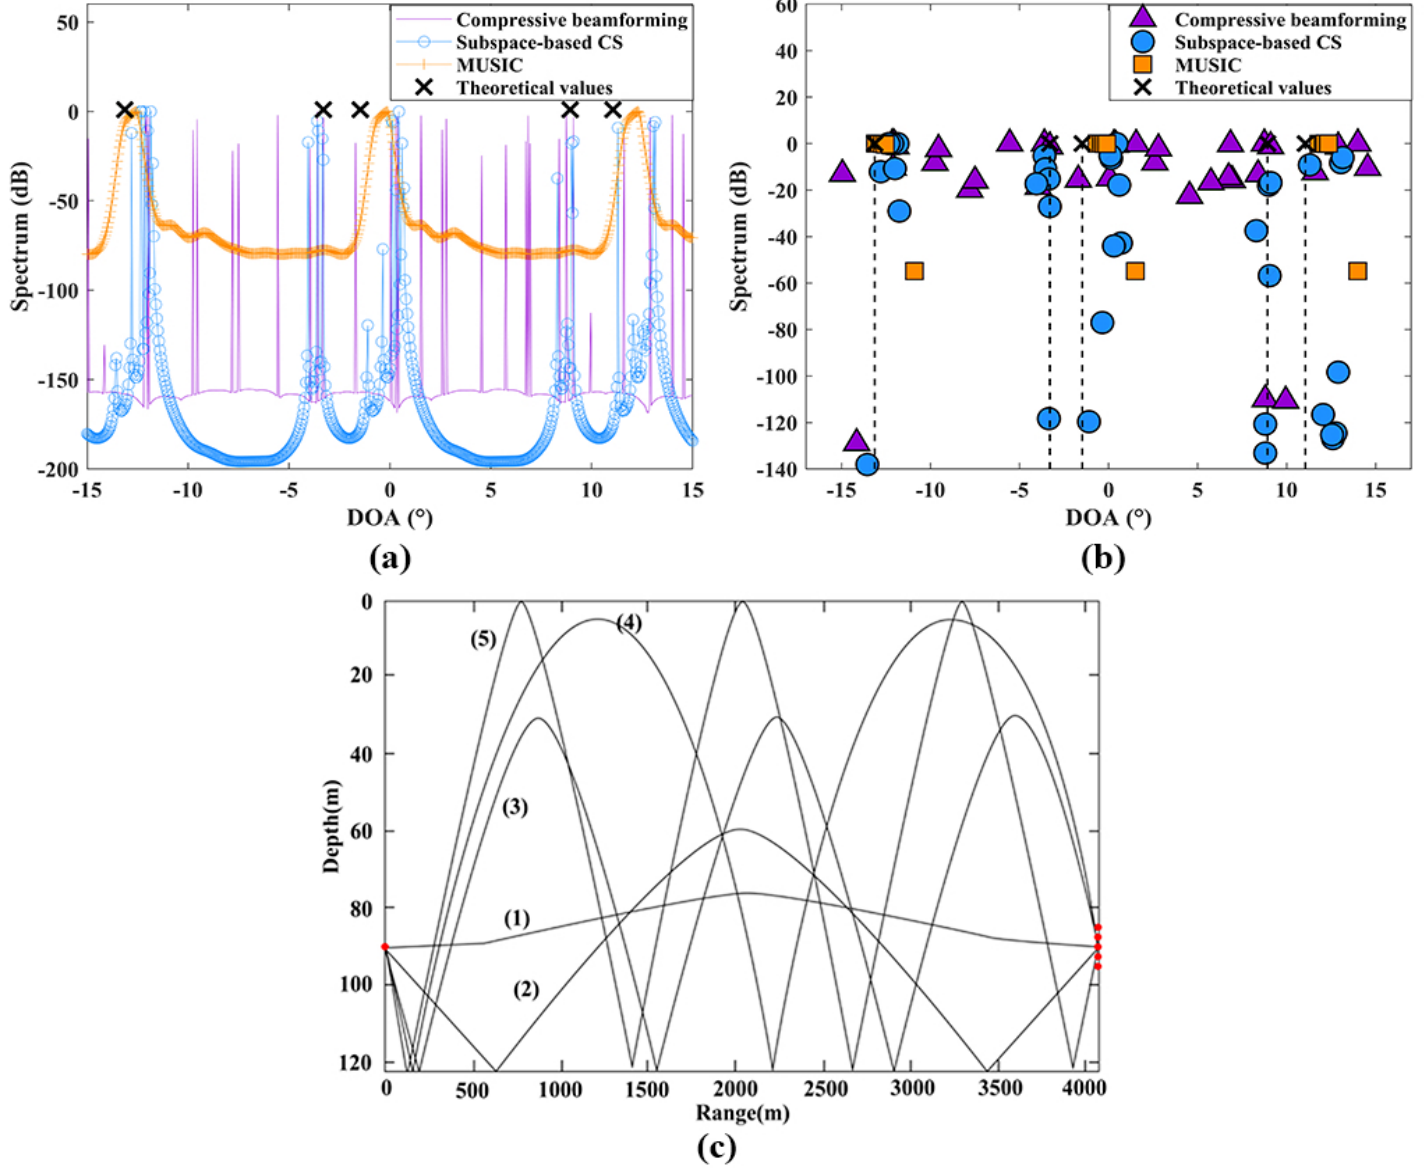 50
0
-50
-100
-150
-200
Spectrum (dB)
-15 -10 -5 0 5 10 15
DOA (°)
Compressive beamforming
Subspace-based CS
MUSIC
Theoretical values
(a)
60
40
20
0
-20
-40
-60
-80
-100
-120
-140
Spectrum (dB)
-15 -10 -5 0 5 10 15
DOA (°)
Compressive beamforming
Subspace-based CS
MUSIC
Theoretical values
(b)
0
20
40
60
80
100
120
Depth(m)
(5)
(4)
(3)
(1)
(2)
0 500 1000 1500 2000 2500 3000 3500 4000
Range(m)
(c)